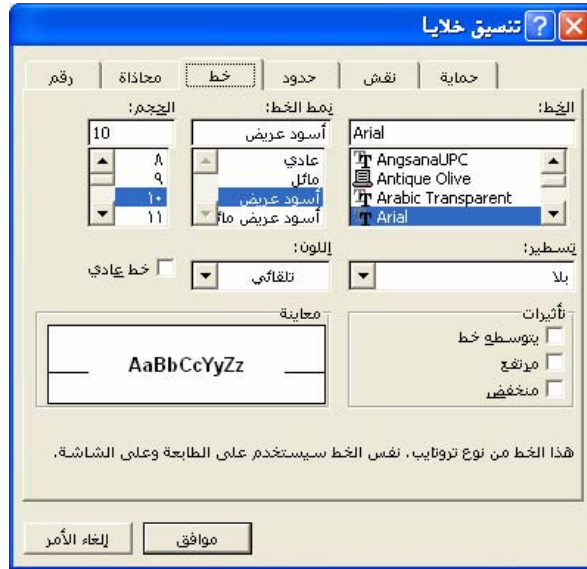 تنسيق خلايا
رقم محاذاة خط حدود نقش حماية
الخط: نمط الخط: الحجم:
Arial أسود عريض 10
AngsanaUPC عادي ٨
Antique Olive مائل ٩
Arabic Transparent أسود عريض ١٠
Arial أسود عريض مائ ١١
تسطير: اللون:
بلا تلقائي خط عادي
تأثيرات معاينة
يتوسطه خط
مرتفع
منخفض
AaBbCcYyZz
هذا الخط من نوع تروتايب، نفس الخط سيستخدم على الطابعة وعلى الشاشة.
موافق إلغاء الأمر